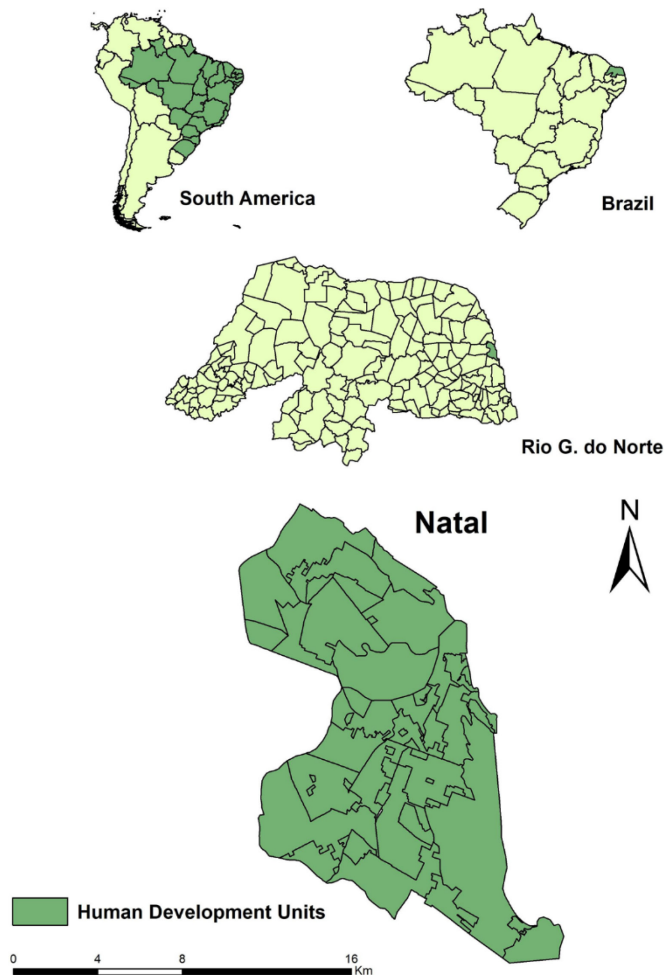 South America
Brazil
Rio G. do Norte
Natal
N
Human Development Units
0 4 8 16
Km